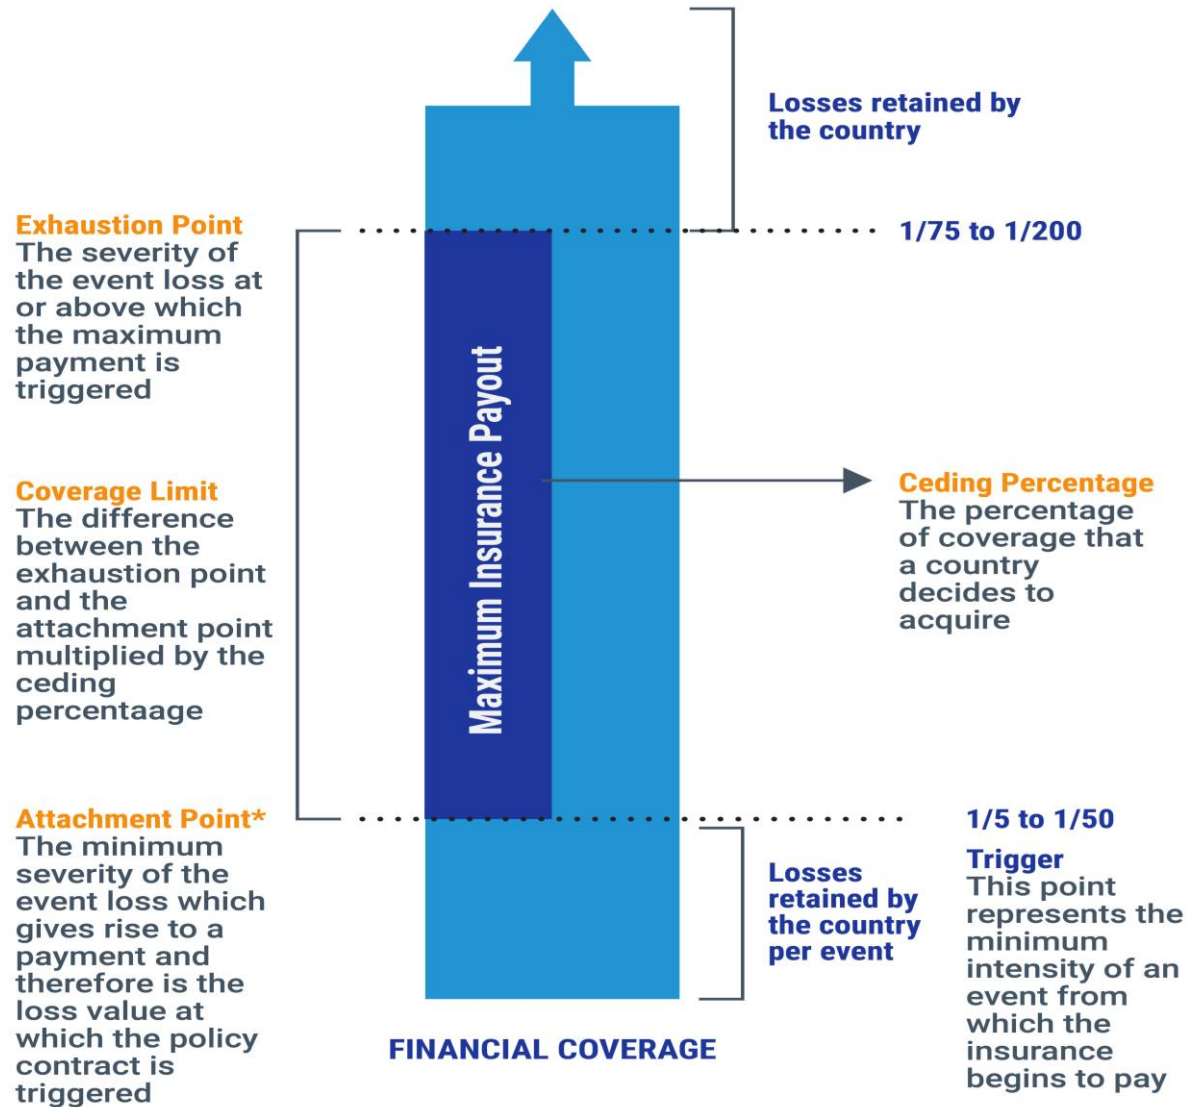 Losses retained by
the country
Exhaustion Point
The severity of
the event loss at
or above which
the maximum
payment is
triggered
1/75 to 1/200
Maximum Insurance Payout
Coverage Limit
The difference
between the
exhaustion point
and the
attachment point
multiplied by the
ceding
percentaage
Ceding Percentage
The percentage
of coverage that
a country
decides to
acquire
Attachment Point*
The minimum
severity of the
event loss which
gives rise to a
payment and
therefore is the
loss value at
which the policy
contract is
triggered
Losses
retained by
the country
per event
1/5 to 1/50
Trigger
This point
represents the
minimum
intensity of an
event from
which the
insurance
begins to pay
FINANCIAL COVERAGE